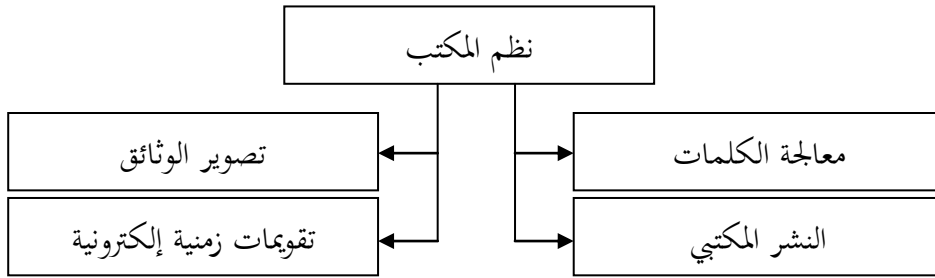 نظم المكتب
معالجة الكلمات
تصوير الوثائق
النشر المكتبي
تقويمات زمنية إلكترونية